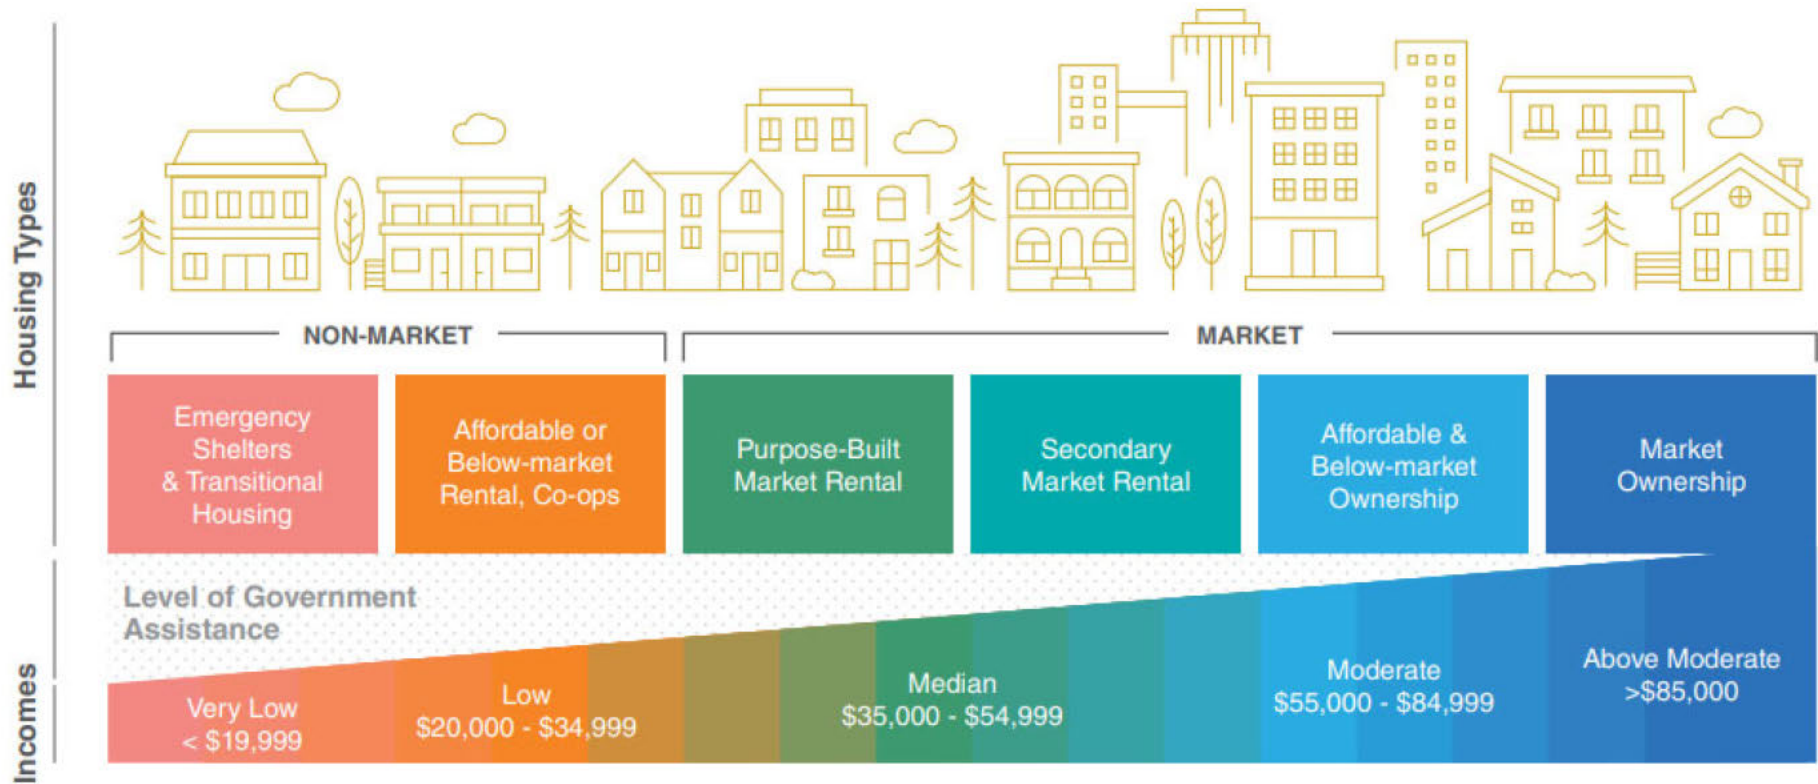 Housing Types
NON-MARKET
MARKET
Emergency
Shelters
& Transitional
Housing
Affordable or
Below-market
Rental, Co-ops
Purpose-Built
Market Rental
Secondary
Market Rental
Affordable &
Below-market
Ownership
Market
Ownership
Level of Government
Assistance
Incomes
Very Low
< $19,999
Low
$20,000 - $34,999
Median
$35,000 - $54,999
Moderate
$55,000 - $84,999
Above Moderate
>$85,000